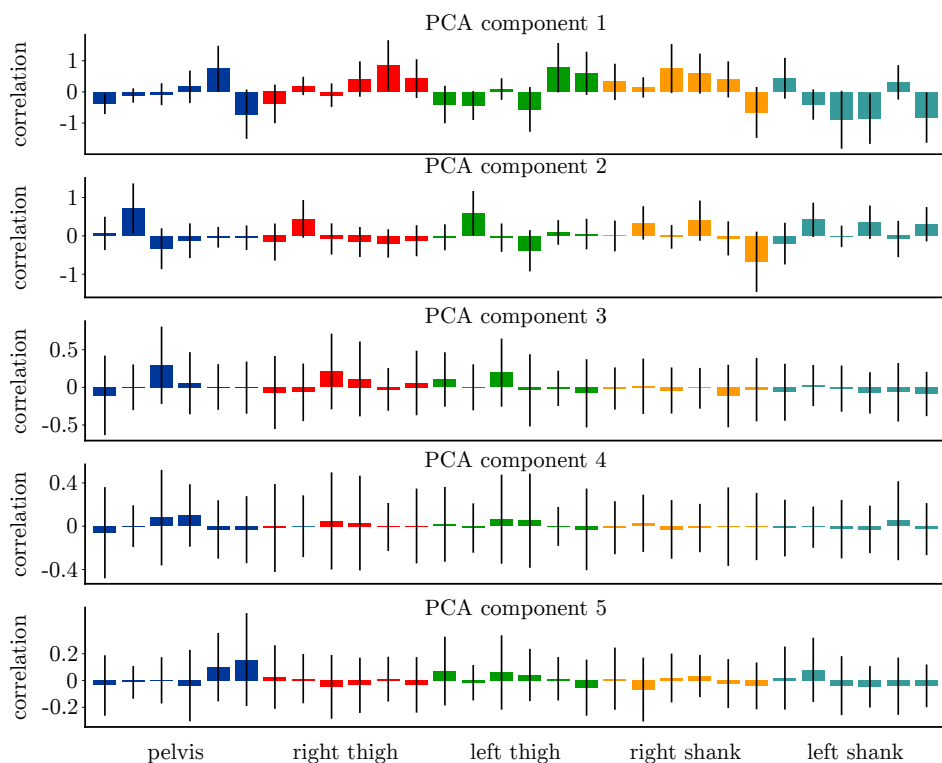 PCA component 1
correlation
1
0
-1
PCA component 2
correlation
1
0
-1
PCA component 3
correlation
0.5
0
-0.5
PCA component 4
correlation
0.4
0
-0.4
PCA component 5
correlation
0.2
0
-0.2
pelvis right thigh left thigh right shank left shank